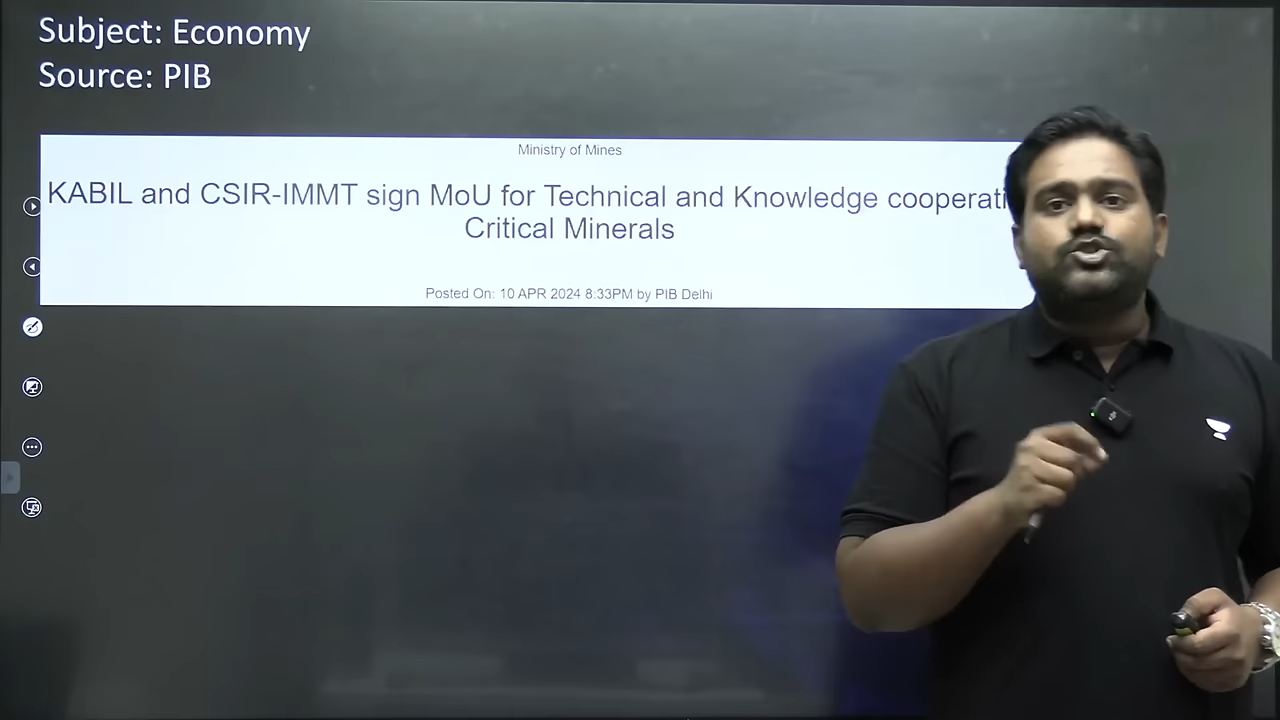 Subject: Economy
Source: PIB
Ministry of Mines
KABIL and CSIR-IMMT sign MoU for Technical and Knowledge cooperati
Critical Minerals
Posted On: 10 APR 2024 8:33PM by PIB Delhi